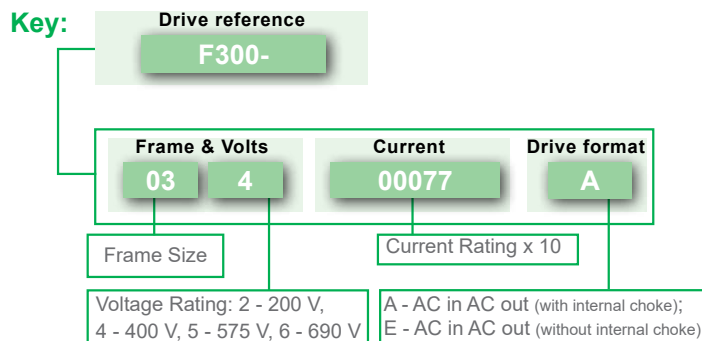 Key:
Drive reference
F300-
Frame & Volts
Current
Drive format
03
4
00077
A
Frame Size
Current Rating x 10
Voltage Rating: 2 - 200 V,
4 - 400 V, 5 - 575 V, 6 - 690 V
A - AC in AC out (with internal choke);
E - AC in AC out (without internal choke)